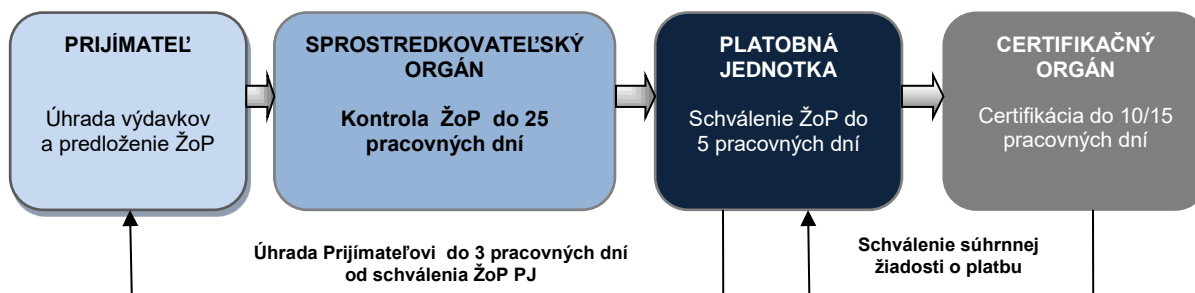 PRIJÍMATEĽ
Úhrada výdavkov
a predloženie ŽoP
SPROSTREDKOVATEĽSKÝ
ORGÁN
Kontrola ŽoP do 25
pracovných dní
PLATOBNÁ
JEDNOTKA
Schválenie ŽoP do
5 pracovných dní
CERTIFIKAČNÝ
ORGÁN
Certifikácia do 10/15
pracovných dní
Úhrada Prijímateľovi do 3 pracovných dní
od schválenia ŽoP PJ
Schválenie súhrnnej
žiadosti o platbu